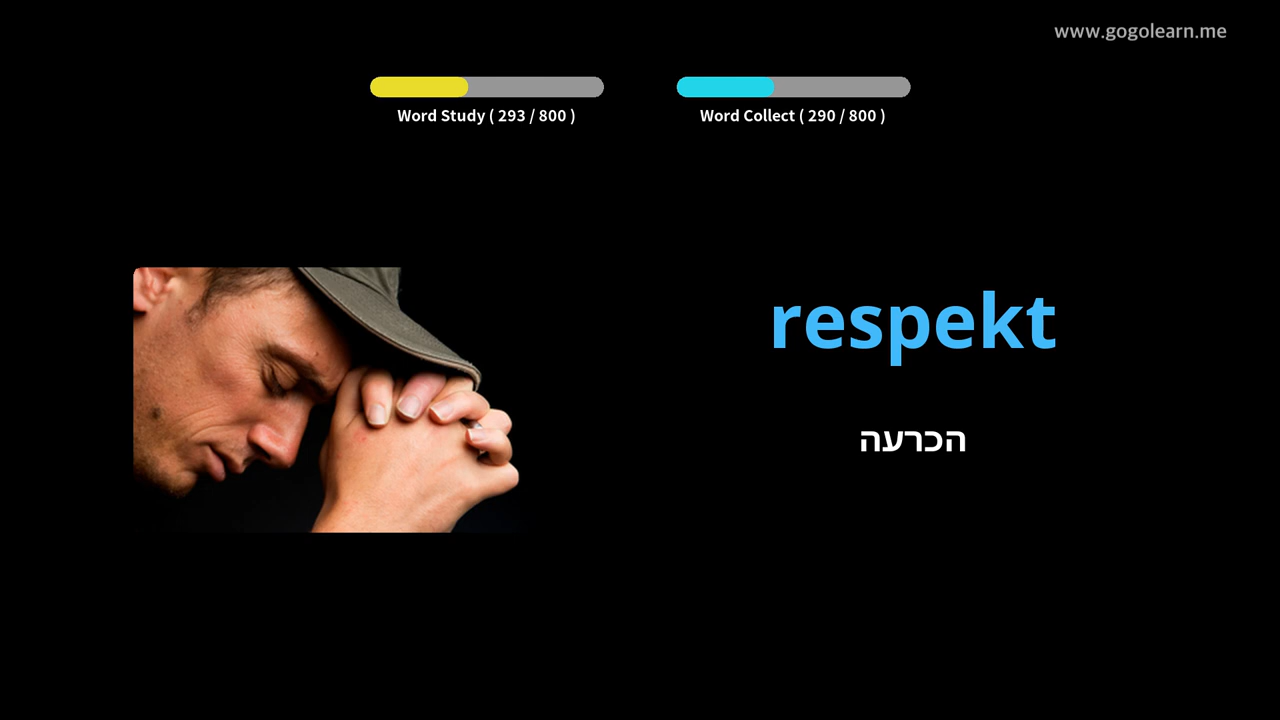 www.gogolearn.me
Word Study ( 293 / 800 )
Word Collect ( 290 / 800 )
respekt
הכרעה